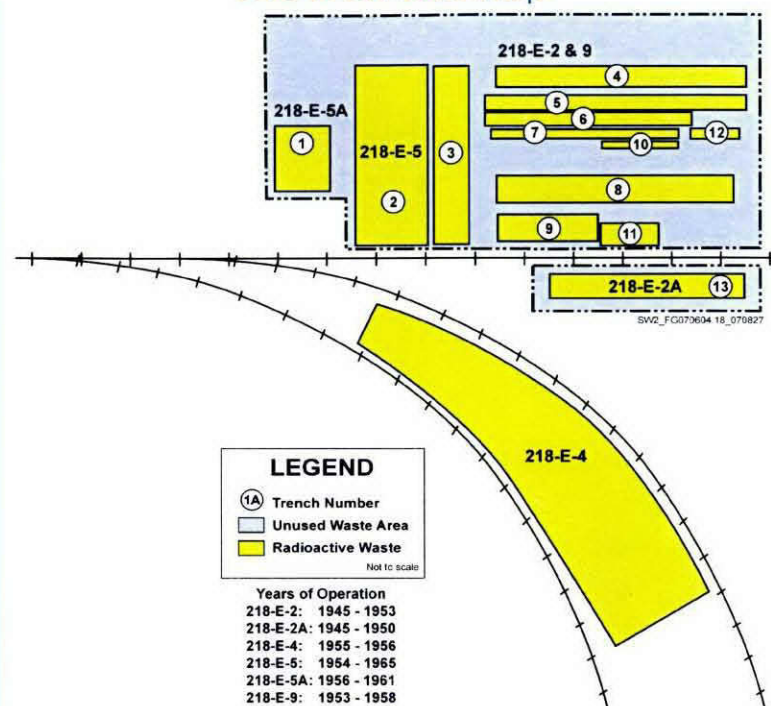 218-E-2 & 9
4
5
218-E-5A
6
1
7
12
218-E-5
3
10
2
8
9
11
218-E-2A
13
SW2_FG070604.18_070827
218-E-4
LEGEND
1A Trench Number
Unused Waste Area
Radioactive Waste
Not to scale
Years of Operation
218-E-2: 1945 - 1953
218-E-2A: 1945 - 1950
218-E-4: 1955 - 1956
218-E-5: 1954 - 1965
218-E-5A: 1956 - 1961
218-E-9: 1953 - 1958